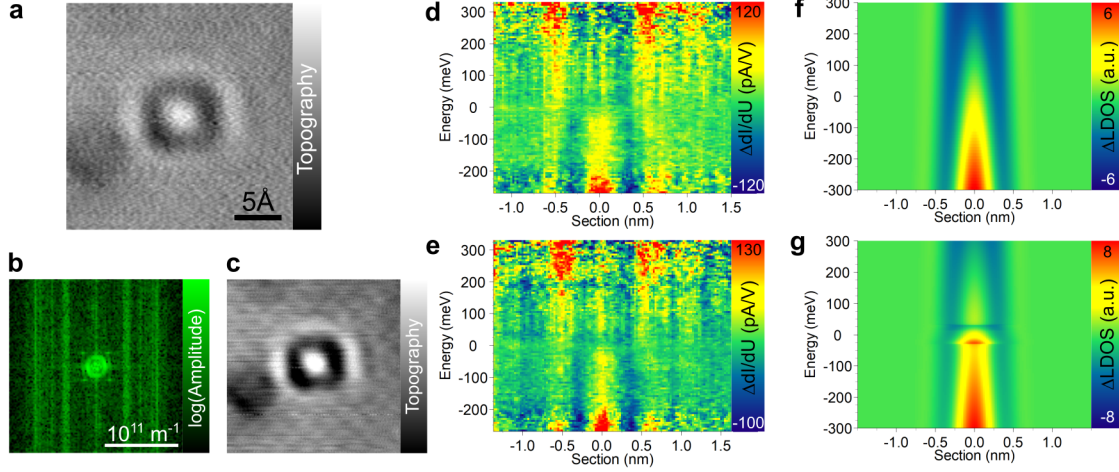 a
Topography
5Å
b
log(Amplitude)
10¹¹ m⁻¹
c
Topography
d
Energy (meV)
300
200
100
0
-100
-200
-1.0 -0.5 0.0 0.5 1.0 1.5
Section (nm)
120
ΔdI/dU (pA/V)
-120
e
Energy (meV)
300
200
100
0
-100
-200
-1.0 -0.5 0.0 0.5 1.0 1.5
Section (nm)
130
ΔdI/dU (pA/V)
-100
f
Energy (meV)
300
200
100
0
-100
-200
-300
-1.0 -0.5 0.0 0.5 1.0
Section (nm)
6
ΔLDOS (a.u.)
-6
g
Energy (meV)
300
200
100
0
-100
-200
-300
-1.0 -0.5 0.0 0.5 1.0
Section (nm)
8
ΔLDOS (a.u.)
-8